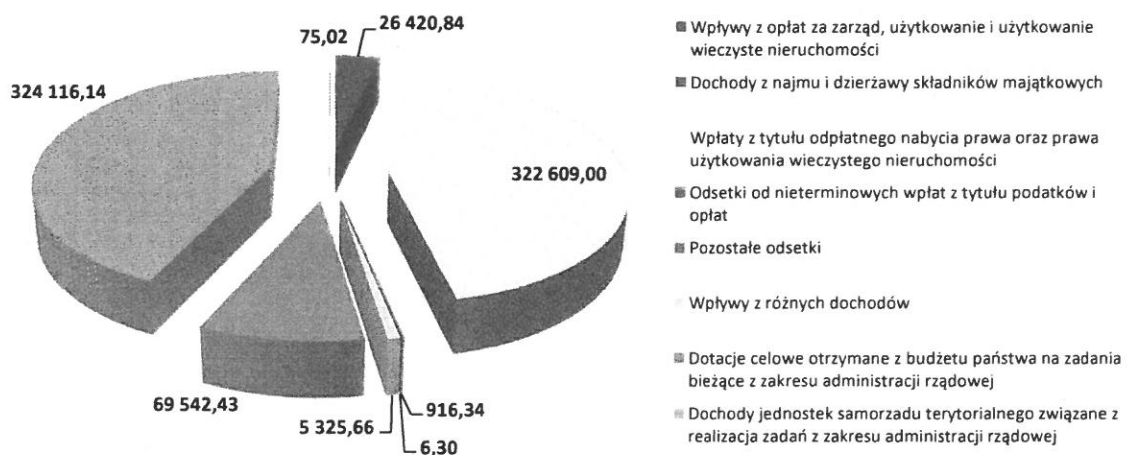 75,02
26 420,84
324 116,14
322 609,00
69 542,43
5 325,66
916,34
6,30
Wpływy z opłat za zarząd, użytkowanie i użytkowanie
wieczyste nieruchomości
Dochody z najmu i dzierżawy składników majątkowych
Wpłaty z tytułu odpłatnego nabycia prawa oraz prawa
użytkowania wieczystego nieruchomości
Odsetki od nieterminowych wpłat z tytułu podatków i
opłat
Pozostałe odsetki
Wpływy z różnych dochodów
Dotacje celowe otrzymane z budżetu państwa na zadania
bieżące z zakresu administracji rządowej
Dochody jednostek samorzadu terytorialnego związane z
realizacja zadań z zakresu administracji rządowej